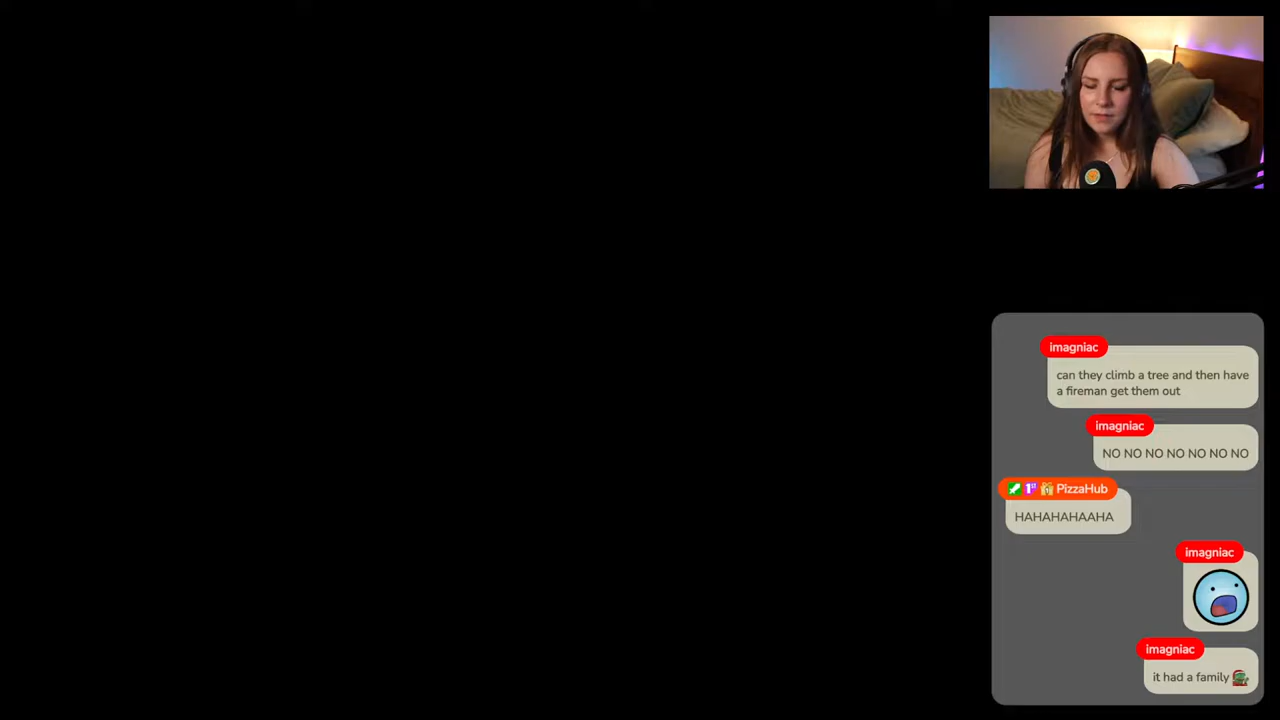 imagniac
can they climb a tree and then have
a fireman get them out
imagniac
NO NO NO NO NO NO NO
PizzaHub
HAHAHAHAAHA
imagniac
imagniac
it had a family